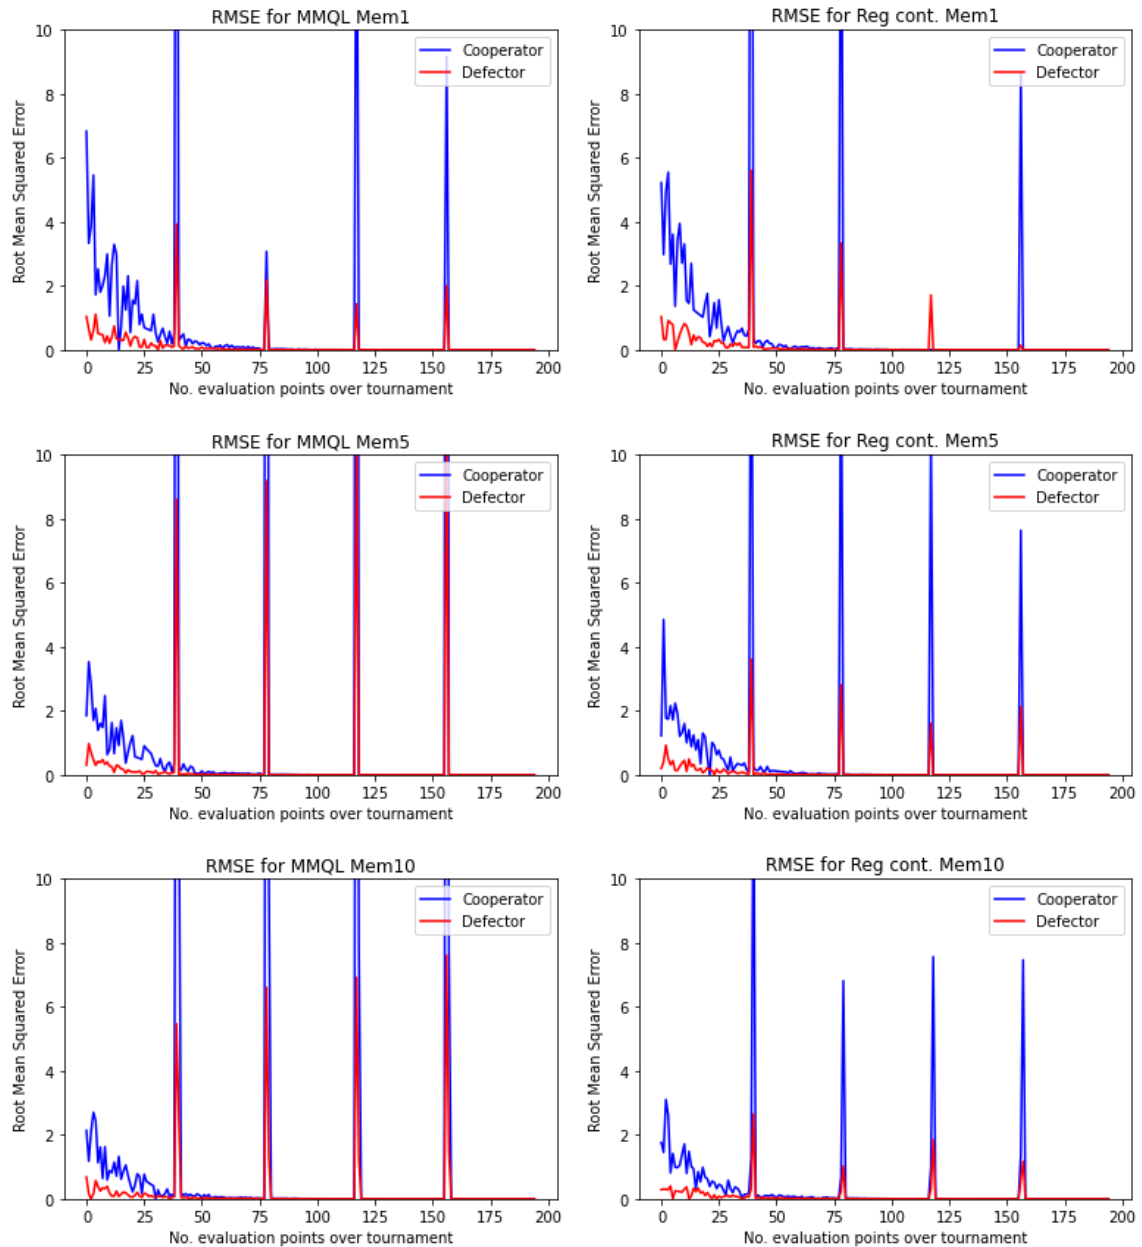 RMSE for MMQL Mem1
10
8
6
4
2
0
Root Mean Squared Error
Cooperator
Defector
0 25 50 75 100 125 150 175 200
No. evaluation points over tournament
RMSE for Reg cont. Mem1
10
8
6
4
2
0
Root Mean Squared Error
Cooperator
Defector
0 25 50 75 100 125 150 175 200
No. evaluation points over tournament
RMSE for MMQL Mem5
10
8
6
4
2
0
Root Mean Squared Error
Cooperator
Defector
0 25 50 75 100 125 150 175 200
No. evaluation points over tournament
RMSE for Reg cont. Mem5
10
8
6
4
2
0
Root Mean Squared Error
Cooperator
Defector
0 25 50 75 100 125 150 175 200
No. evaluation points over tournament
RMSE for MMQL Mem10
10
8
6
4
2
0
Root Mean Squared Error
Cooperator
Defector
0 25 50 75 100 125 150 175 200
No. evaluation points over tournament
RMSE for Reg cont. Mem10
10
8
6
4
2
0
Root Mean Squared Error
Cooperator
Defector
0 25 50 75 100 125 150 175 200
No. evaluation points over tournament